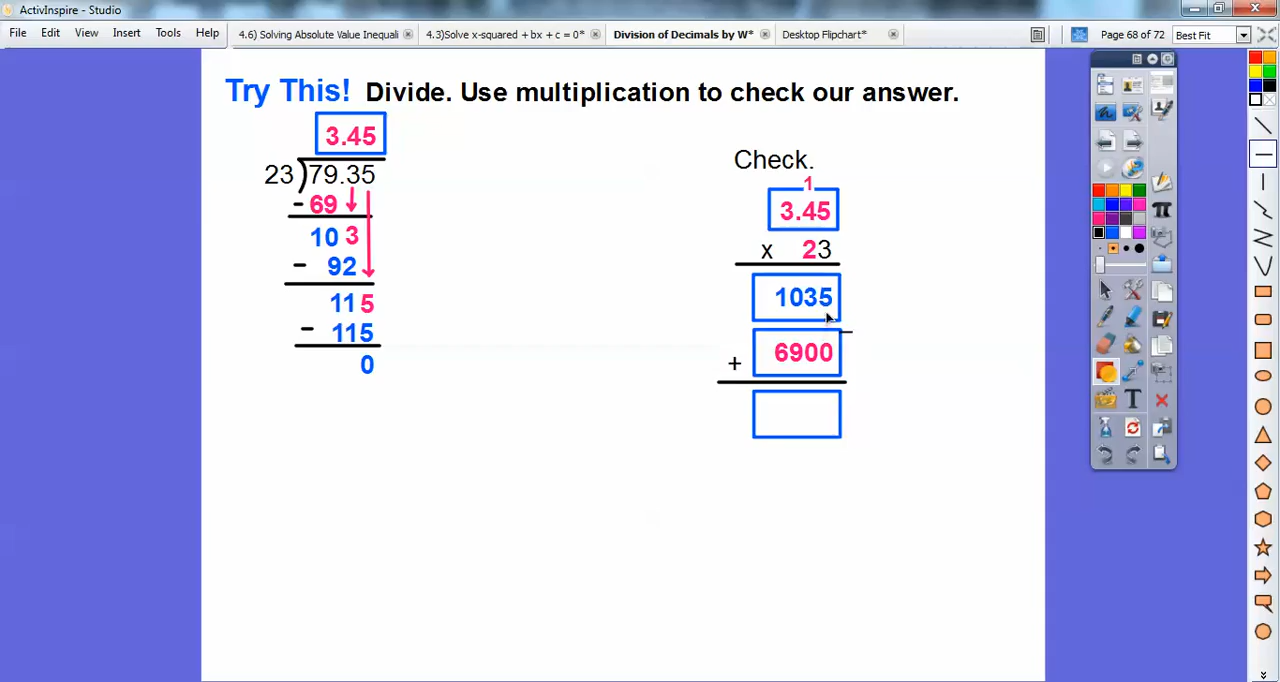 ActivInspire - Studio
File Edit View Insert Tools Help
4.6) Solving Absolute Value Inequali 4.3)Solve x-squared + bx + c = 0* Division of Decimals by W* Desktop Flipchart* Page 68 of 72 Best Fit
Try This! Divide. Use multiplication to check our answer.
3.45
23 79.35
- 69
10 3
- 92
11 5
- 115
0
Check.
1
3.45
x 23
1035
+ 6900